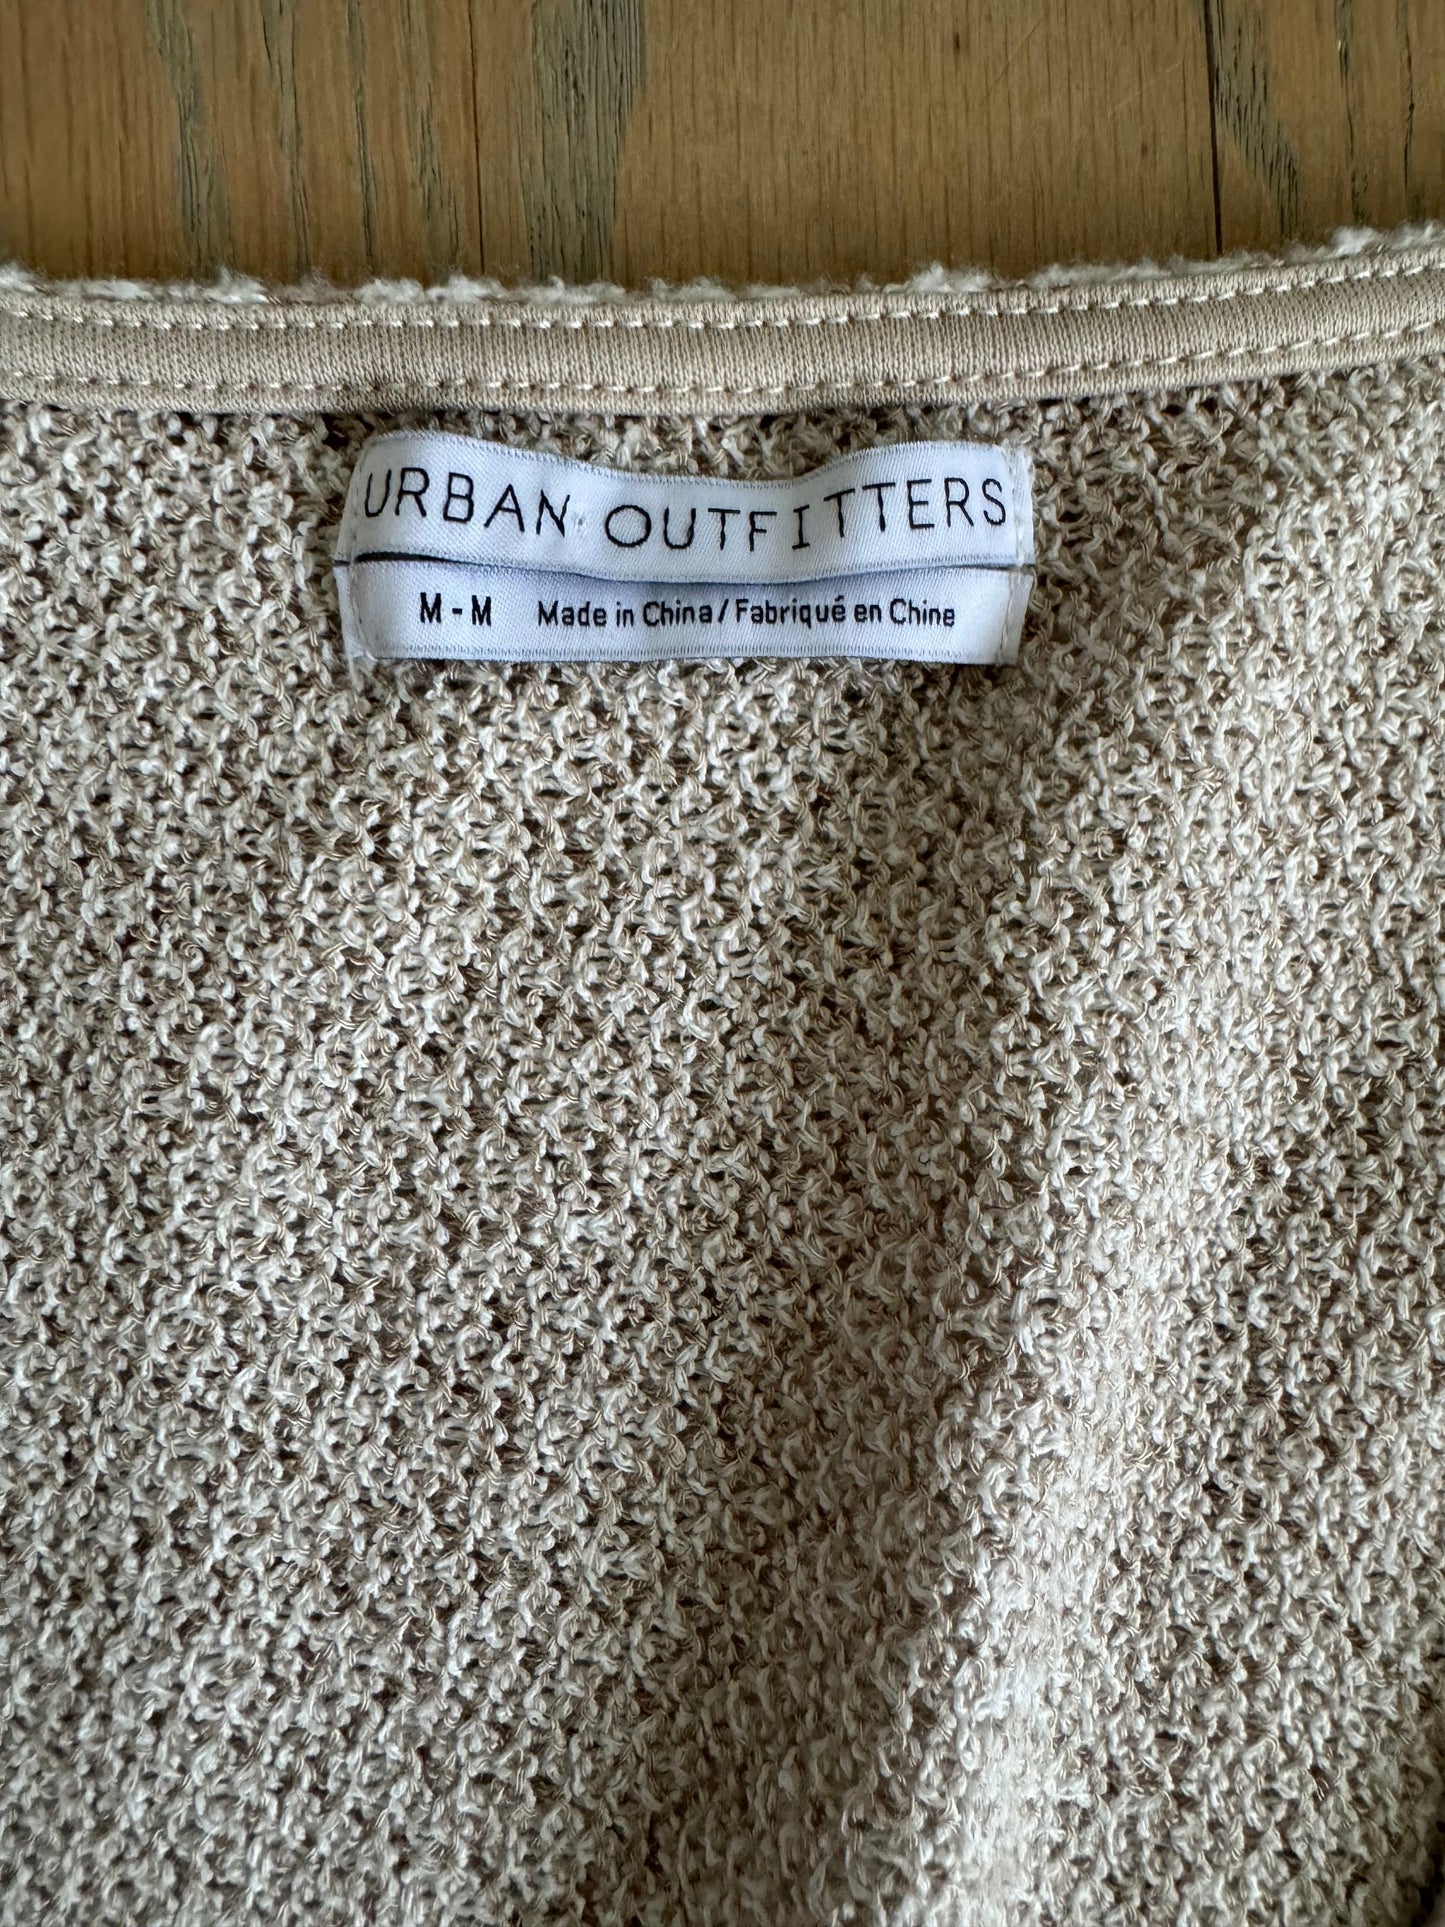 URBAN OUTFITTERS
M - M Made in China / Fabriqué en Chine